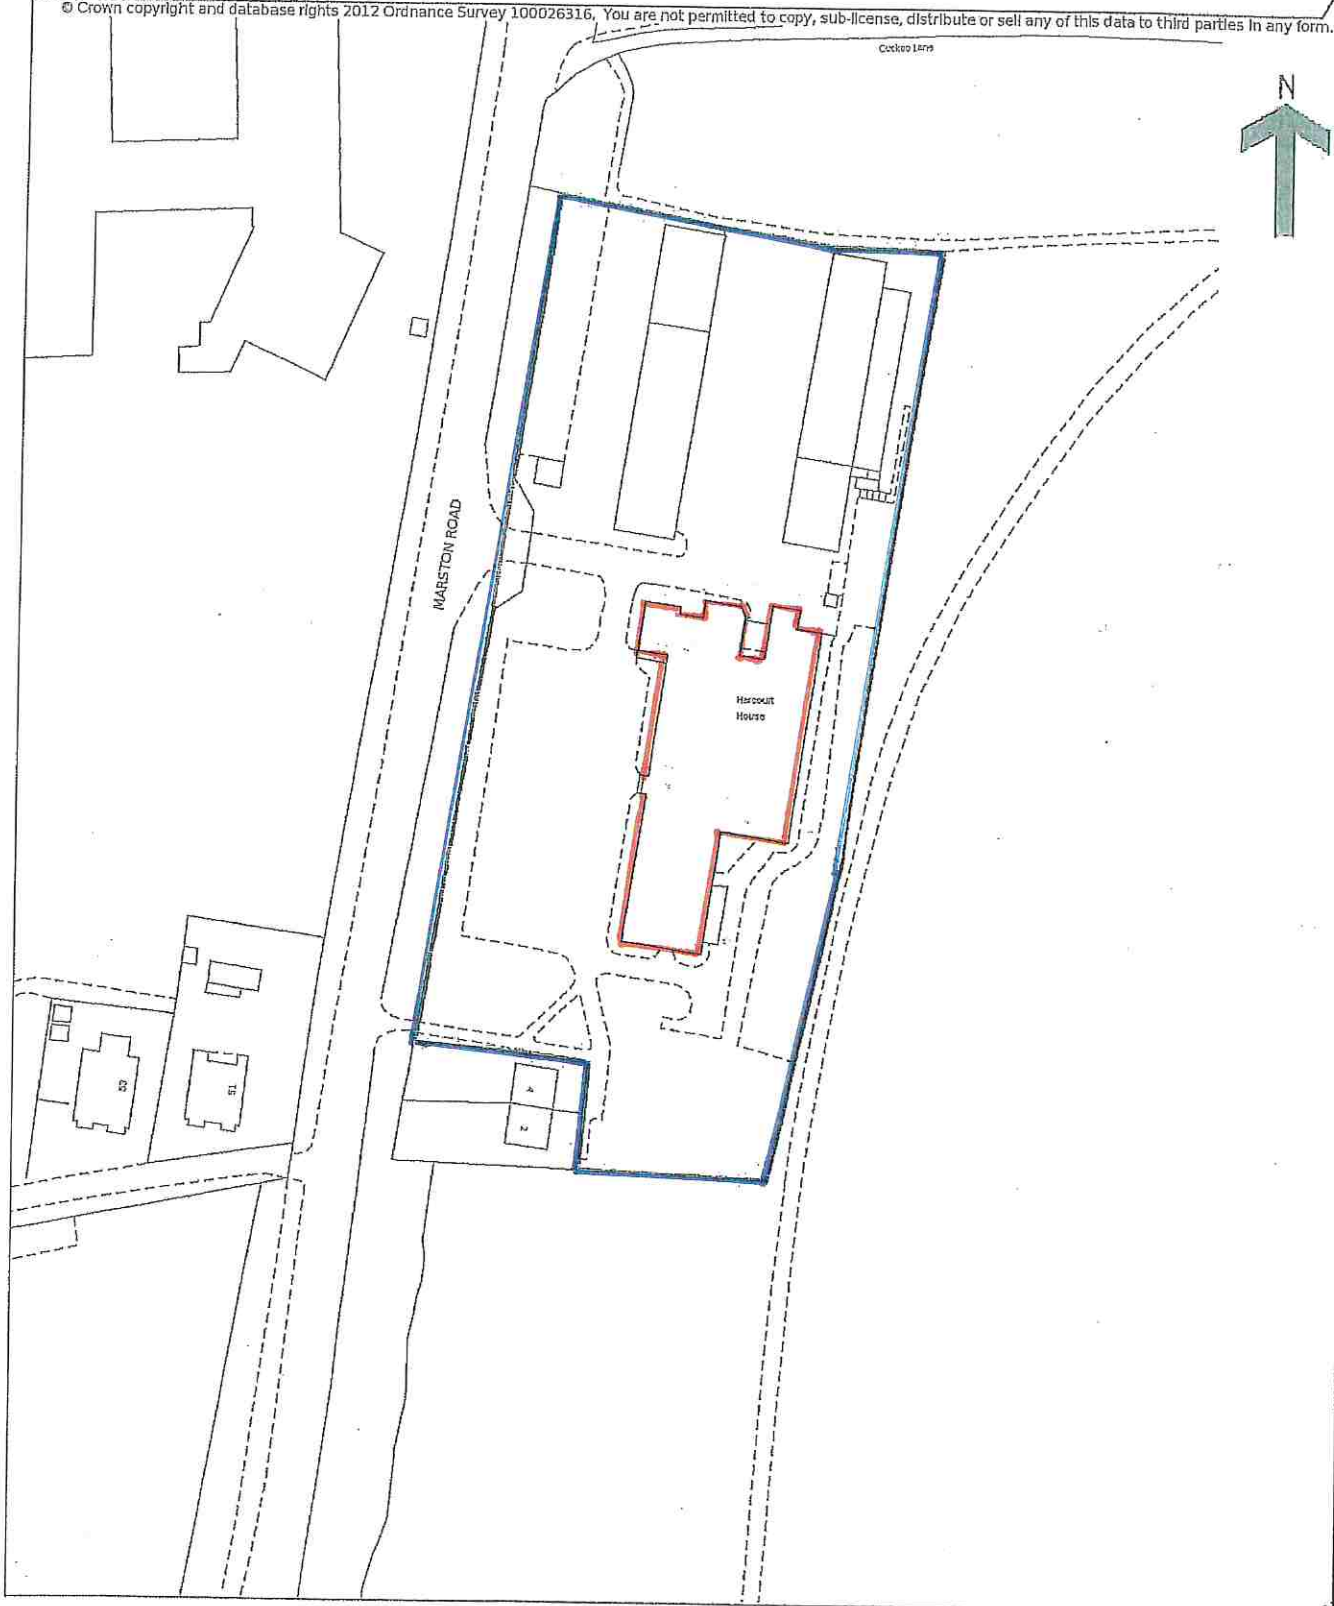 © Crown copyright and database rights 2012 Ordnance Survey 100026316. You are not permitted to copy, sub-license, distribute or sell any of this data to third parties in any form.
Cuckoo Lane
N
MARSTON ROAD
Harcourt
House
53
51
4
2